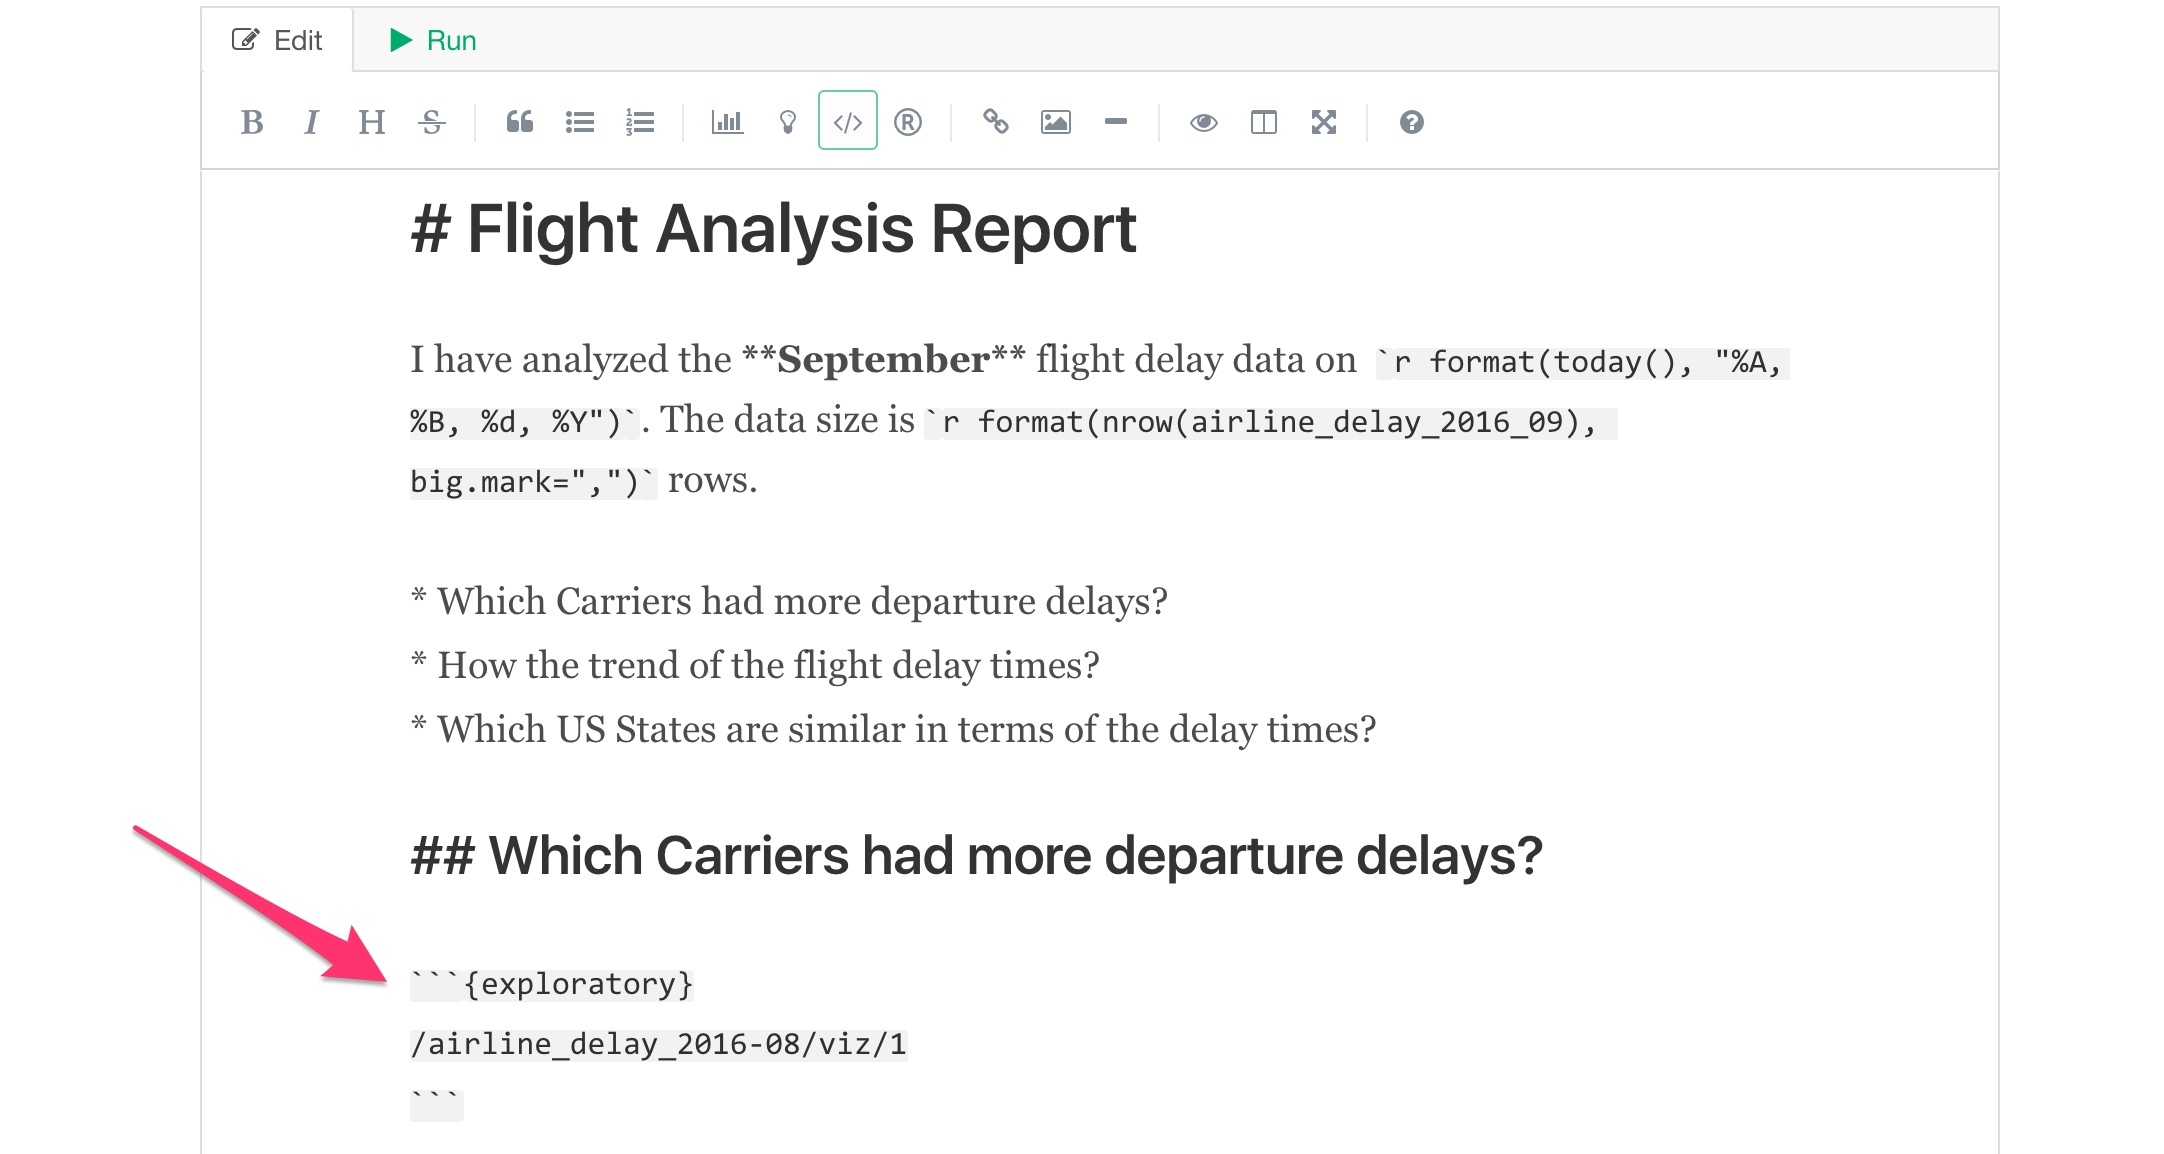 Edit Run
B I H S 1 2 3 </> R ?
# Flight Analysis Report
I have analyzed the **September** flight delay data on `r format(today(), "%A,
%B, %d, %Y")`. The data size is `r format(nrow(airline_delay_2016_09),
big.mark=",")` rows.
* Which Carriers had more departure delays?
* How the trend of the flight delay times?
* Which US States are similar in terms of the delay times?
## Which Carriers had more departure delays?
```{exploratory}
/airline_delay_2016-08/viz/1
```